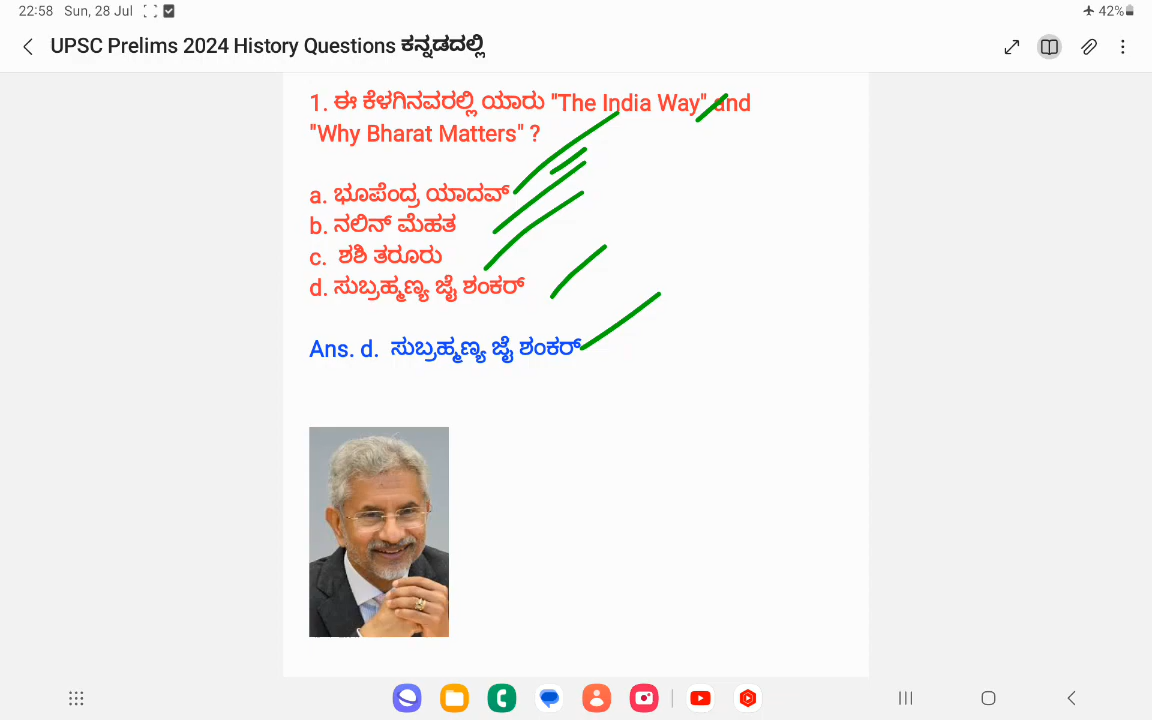 22:58 Sun, 28 Jul
42%
UPSC Prelims 2024 History Questions ಕನ್ನಡದಲ್ಲಿ
1. ಈ ಕೆಳಗಿನವರಲ್ಲಿ ಯಾರು "The India Way" and
"Why Bharat Matters" ?
a. ಭೂಪೆಂದ್ರ ಯಾದವ್
b. ನಲಿನ್ ಮೆಹತ
c. ಶಶಿ ತರೂರು
d. ಸುಬ್ರಹ್ಮಣ್ಯ ಜೈ ಶಂಕರ್
Ans. d. ಸುಬ್ರಹ್ಮಣ್ಯ ಜೈ ಶಂಕರ್